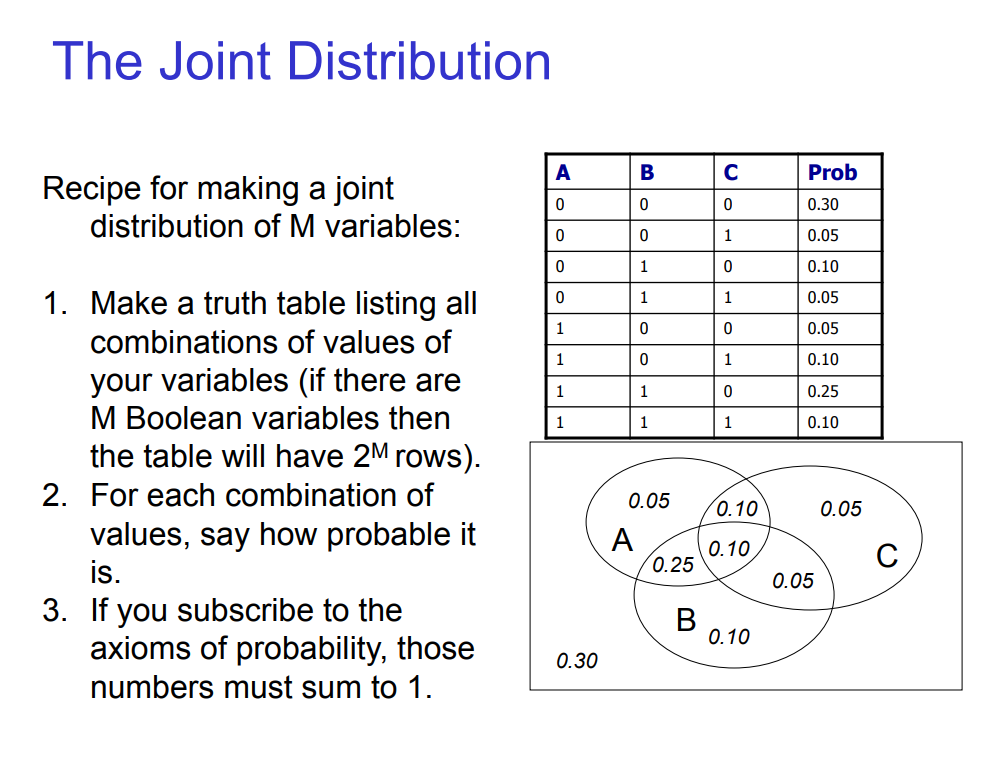 The Joint Distribution
Recipe for making a joint
distribution of M variables:
1. Make a truth table listing all
combinations of values of
your variables (if there are
M Boolean variables then
the table will have 2ᴹ rows).
2. For each combination of
values, say how probable it
is.
3. If you subscribe to the
axioms of probability, those
numbers must sum to 1.
A B C Prob
0 0 0 0.30
0 0 1 0.05
0 1 0 0.10
0 1 1 0.05
1 0 0 0.05
1 0 1 0.10
1 1 0 0.25
1 1 1 0.10
0.05 0.10 0.05
A 0.10 C
0.25 0.05
B 0.10
0.30